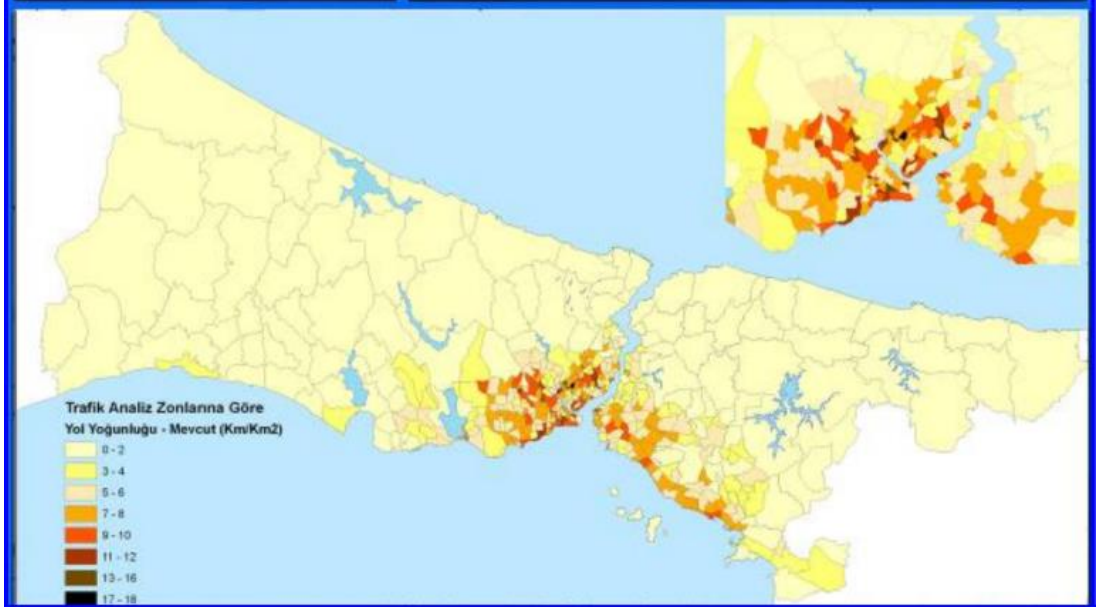 Trafik Analiz Zonlarına Göre
Yol Yoğunluğu - Mevcut (Km/Km2)
0 - 2
3 - 4
5 - 6
7 - 8
9 - 10
11 - 12
13 - 16
17 - 18